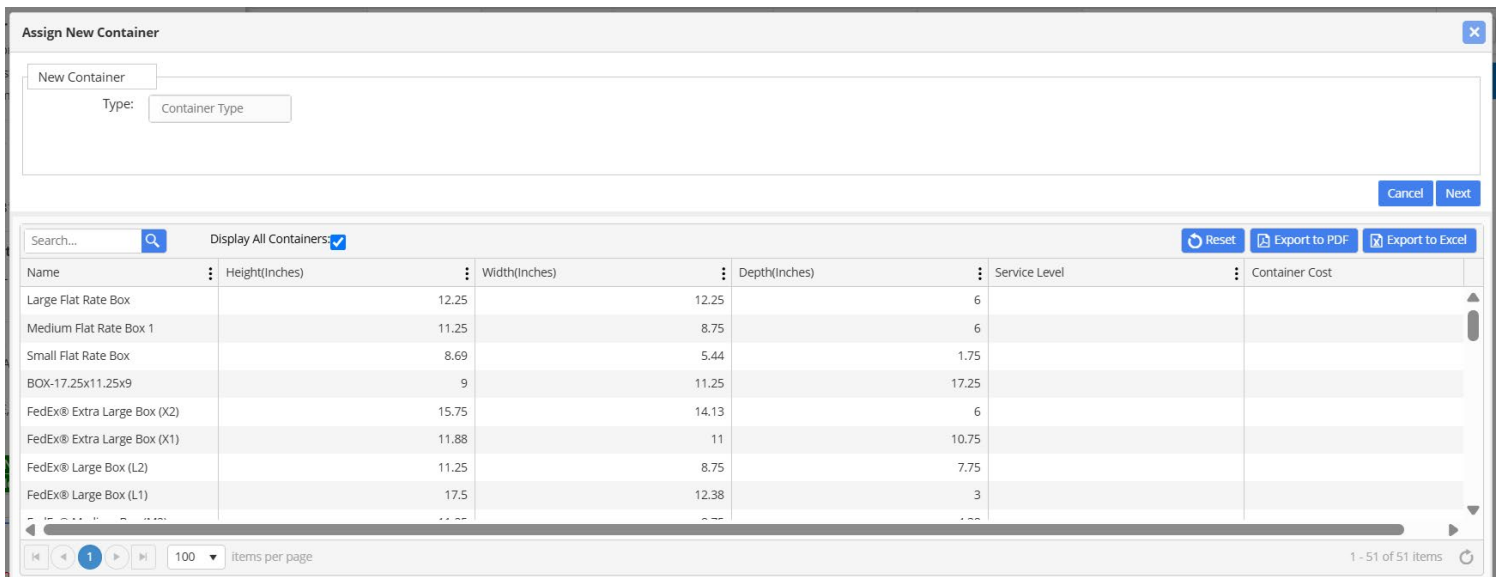 Assign New Container
New Container
Type: Container Type
Cancel Next
Search... Display All Containers: Reset Export to PDF Export to Excel
Name Height(Inches) Width(Inches) Depth(Inches) Service Level Container Cost
Large Flat Rate Box 12.25 12.25 6
Medium Flat Rate Box 1 11.25 8.75 6
Small Flat Rate Box 8.69 5.44 1.75
BOX-17.25x11.25x9 9 11.25 17.25
FedEx® Extra Large Box (X2) 15.75 14.13 6
FedEx® Extra Large Box (X1) 11.88 11 10.75
FedEx® Large Box (L2) 11.25 8.75 7.75
FedEx® Large Box (L1) 17.5 12.38 3
1 100 items per page 1 - 51 of 51 items